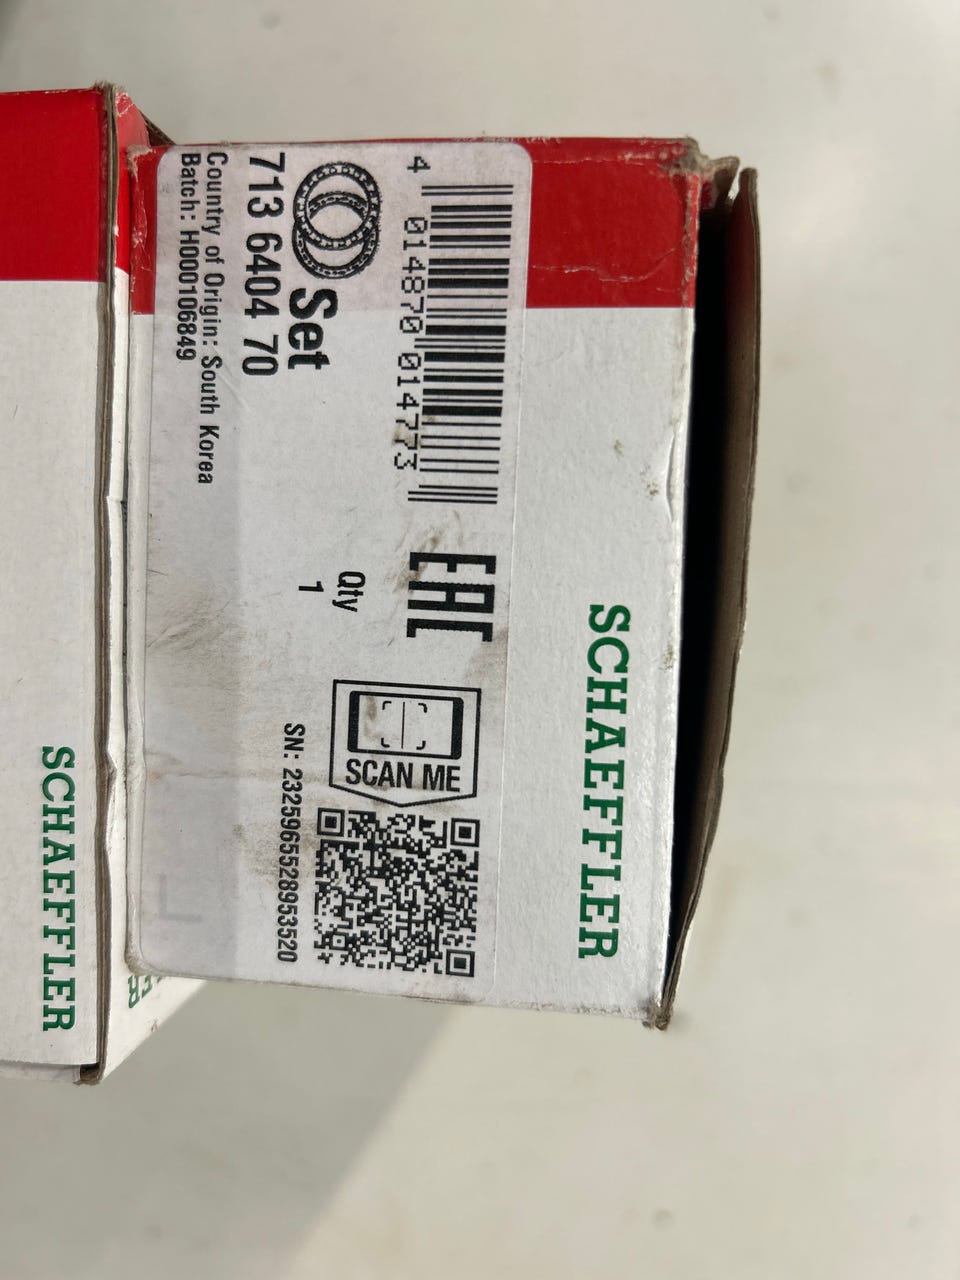 4 014870 014773
Set
713 6404 70
Country of Origin: South Korea
Batch: H000106849
EAC
Qty
1
SCAN ME
SN: 2325965528953520
SCHAEFFLER
SCHAEFFLER